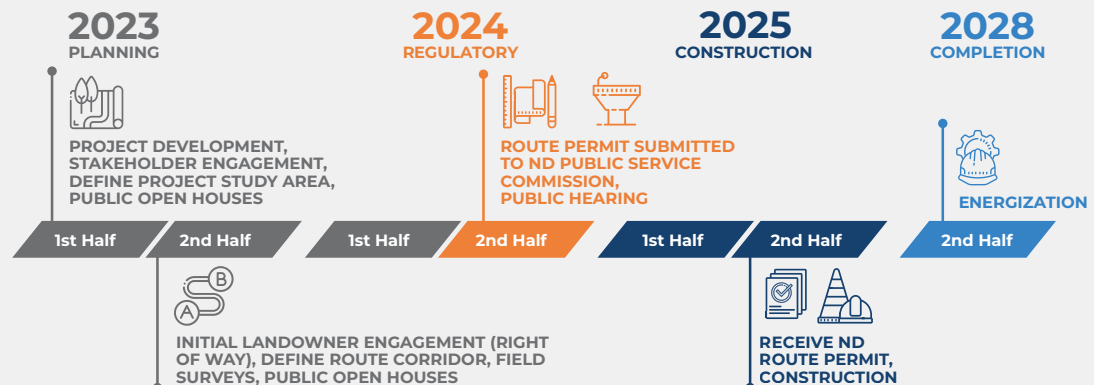 2023
PLANNING
2024
REGULATORY
2025
CONSTRUCTION
2028
COMPLETION
PROJECT DEVELOPMENT,
STAKEHOLDER ENGAGEMENT,
DEFINE PROJECT STUDY AREA,
PUBLIC OPEN HOUSES
ROUTE PERMIT SUBMITTED
TO ND PUBLIC SERVICE
COMMISSION,
PUBLIC HEARING
ENERGIZATION
1st Half
2nd Half
1st Half
2nd Half
1st Half
2nd Half
2nd Half
B
A
INITIAL LANDOWNER ENGAGEMENT (RIGHT
OF WAY), DEFINE ROUTE CORRIDOR, FIELD
SURVEYS, PUBLIC OPEN HOUSES
RECEIVE ND
ROUTE PERMIT,
CONSTRUCTION